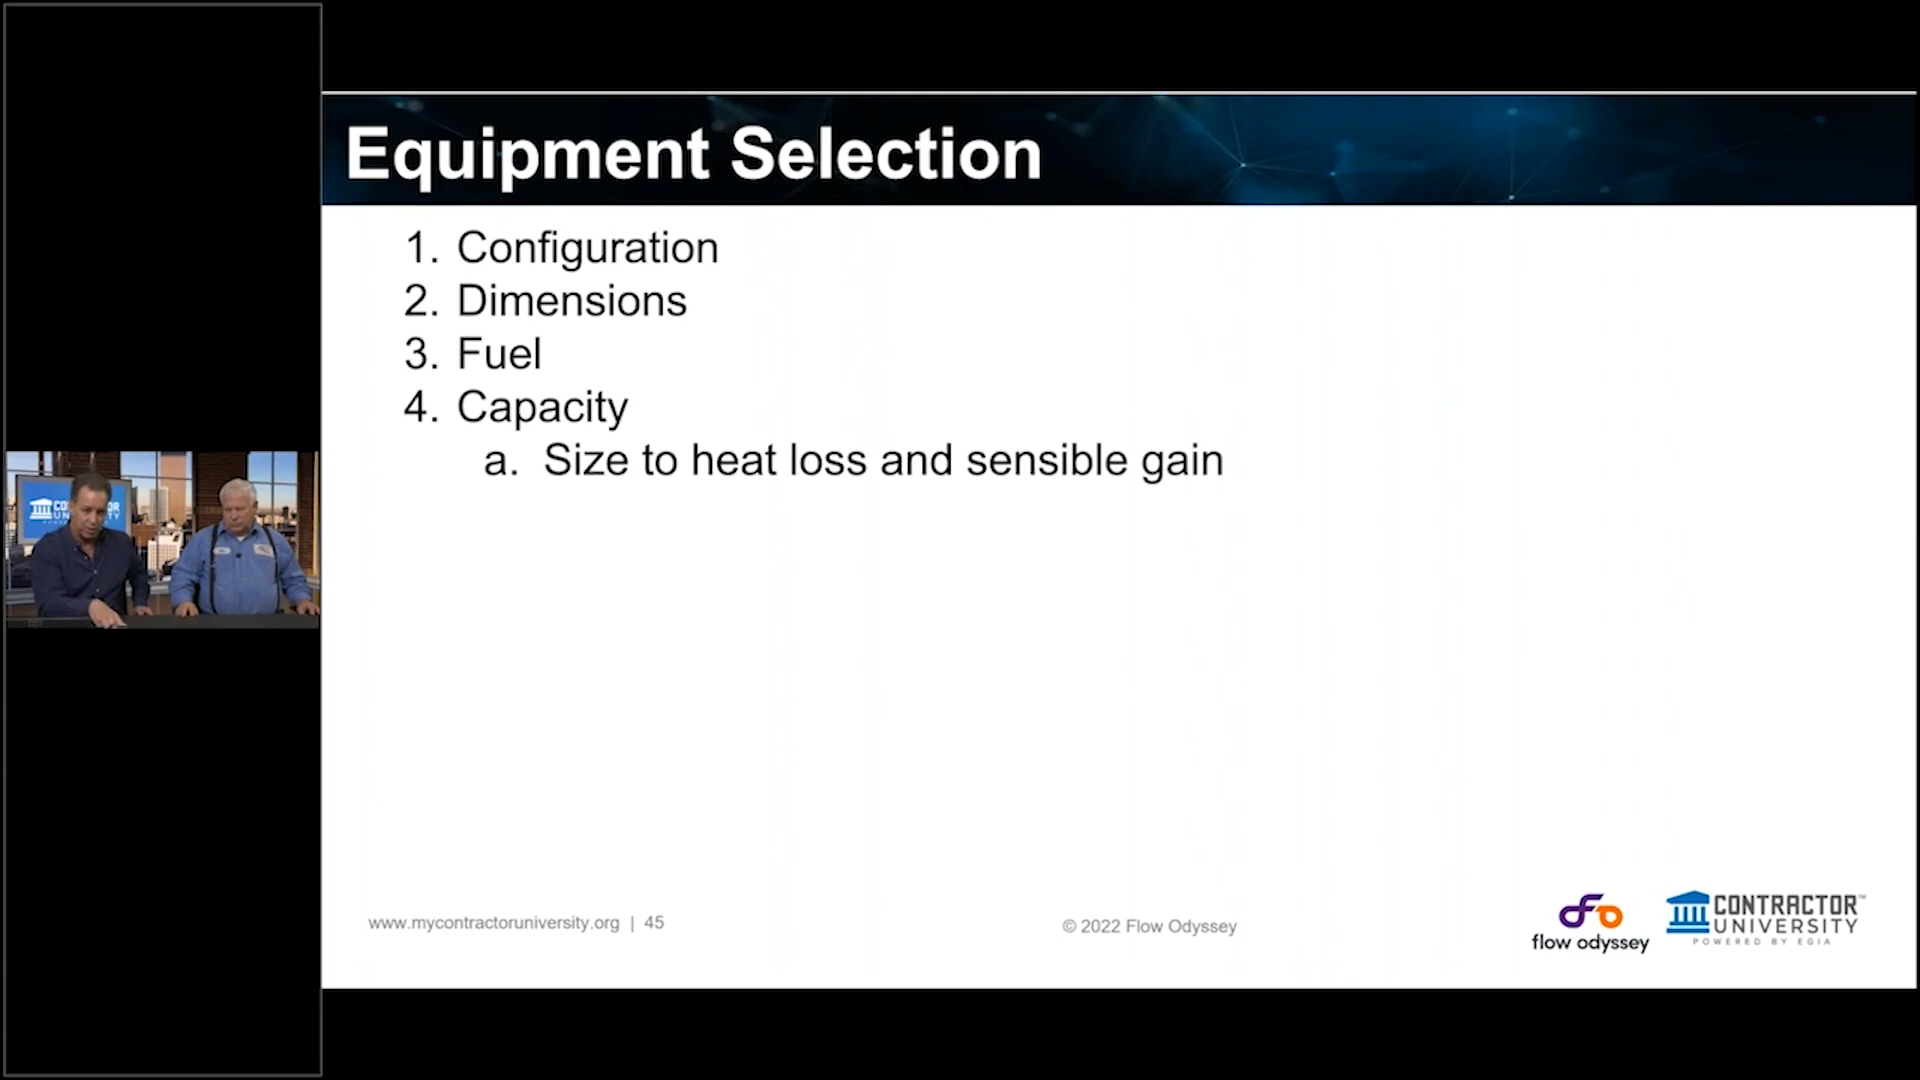 Equipment Selection
1. Configuration
2. Dimensions
3. Fuel
4. Capacity
a. Size to heat loss and sensible gain
www.mycontractoruniversity.org | 45
© 2022 Flow Odyssey
flow odyssey
CONTRACTOR™
UNIVERSITY
POWERED BY EGIA